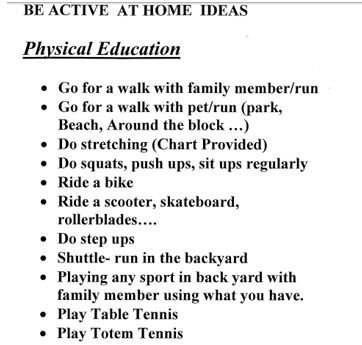 BE ACTIVE AT HOME IDEAS
Physical Education
• Go for a walk with family member/run
• Go for a walk with pet/run (park,
Beach, Around the block …)
• Do stretching (Chart Provided)
• Do squats, push ups, sit ups regularly
• Ride a bike
• Ride a scooter, skateboard,
rollerblades….
• Do step ups
• Shuttle- run in the backyard
• Playing any sport in back yard with
family member using what you have.
• Play Table Tennis
• Play Totem Tennis